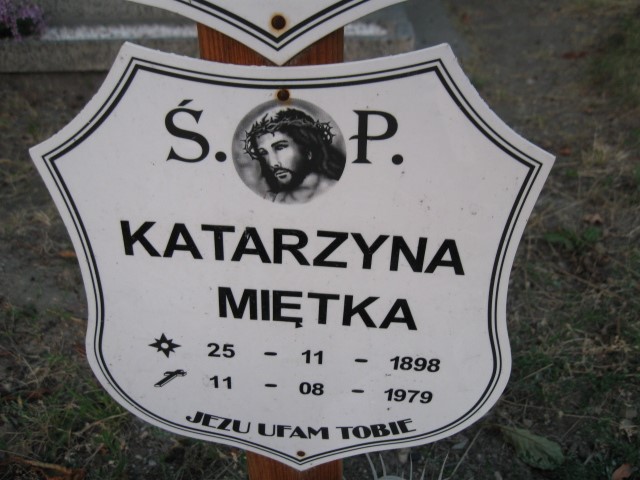 Ś. P.
KATARZYNA
MIĘTKA
25 - 11 - 1898
11 - 08 - 1979
JEZU UFAM TOBIE